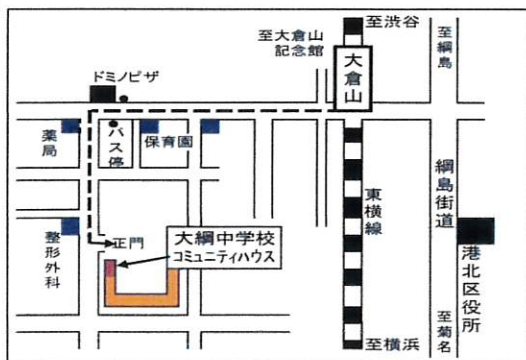 至渋谷
至大倉山
記念館
至綱島
大倉山
ドミノピザ
薬局
バス停
保育園
綱島街道
東横線
整形外科
正門
大綱中学校
コミュニティハウス
港北区役所
至菊名
至横浜